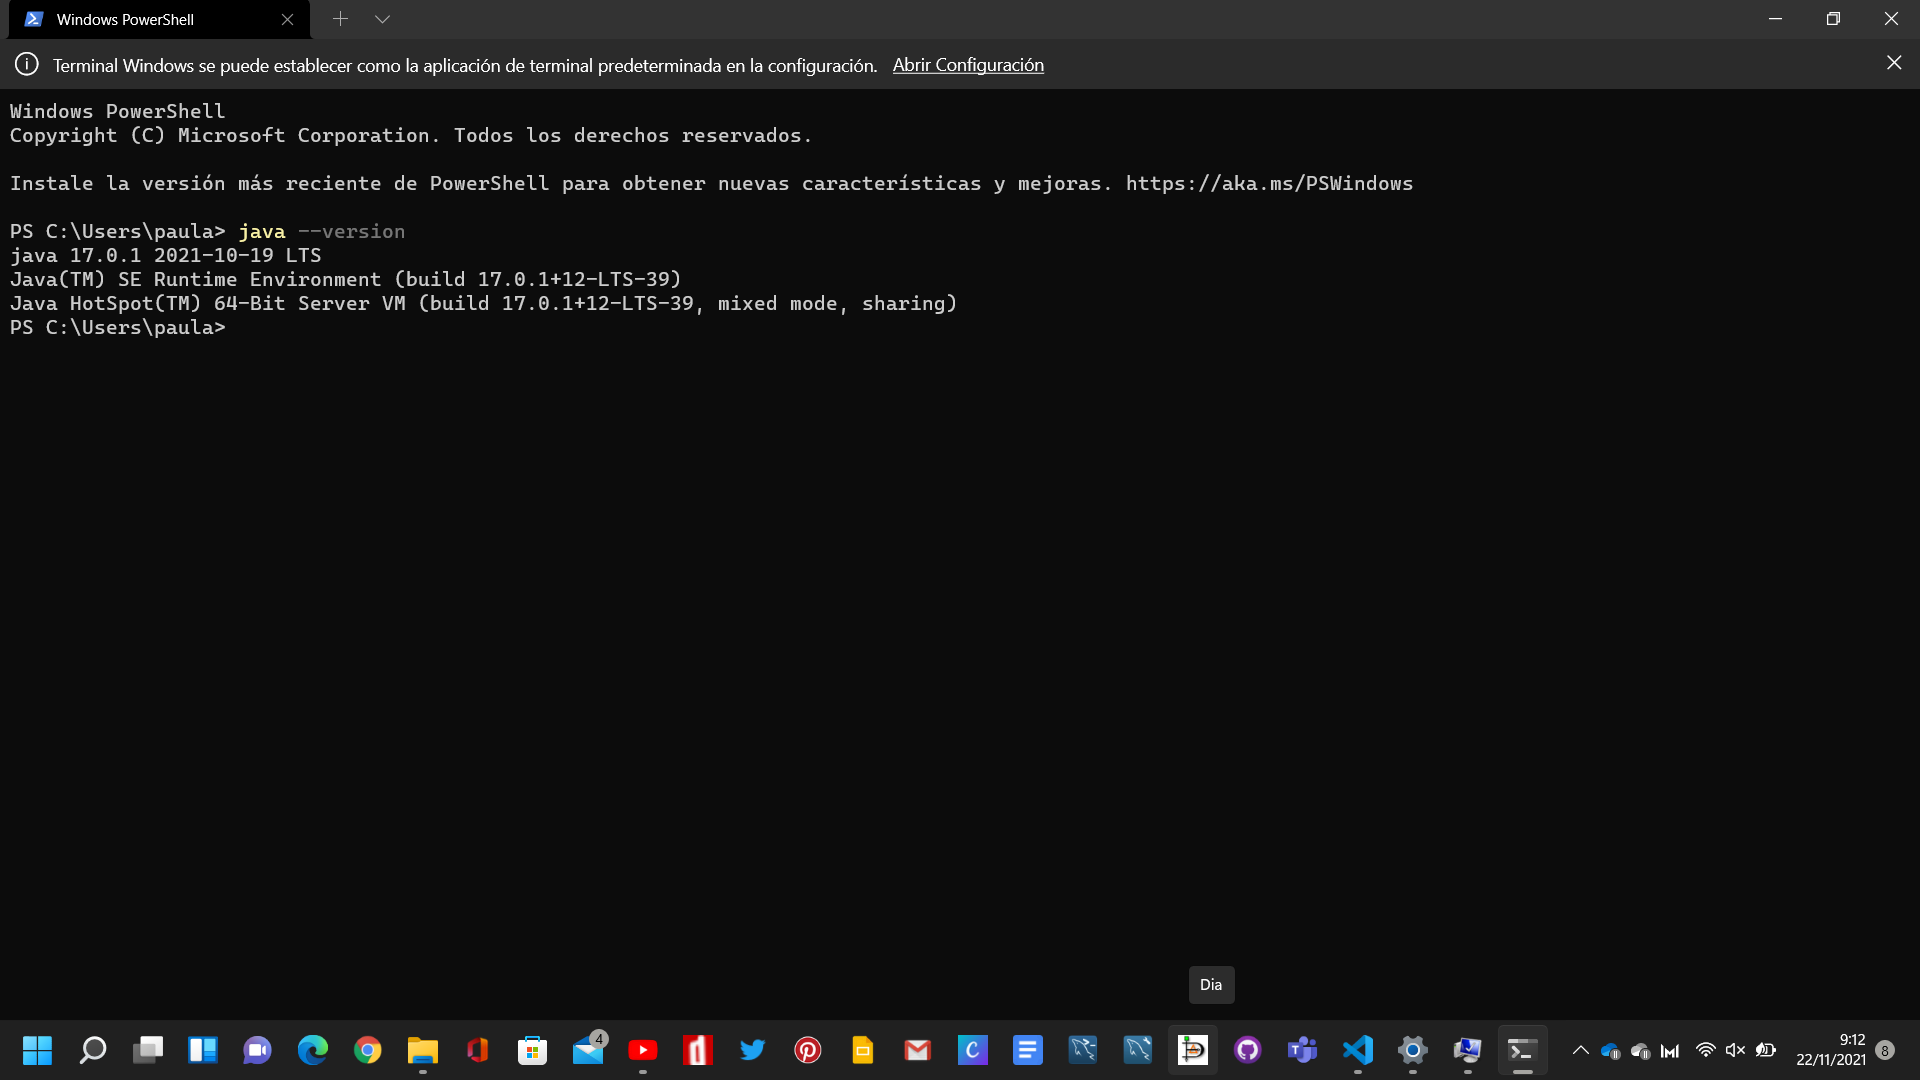 Windows PowerShell
Terminal Windows se puede establecer como la aplicación de terminal predeterminada en la configuración. Abrir Configuración
Windows PowerShell
Copyright (C) Microsoft Corporation. Todos los derechos reservados.
Instale la versión más reciente de PowerShell para obtener nuevas características y mejoras. https://aka.ms/PSWindows
PS C:\Users\paula> java --version
java 17.0.1 2021-10-19 LTS
Java(TM) SE Runtime Environment (build 17.0.1+12-LTS-39)
Java HotSpot(TM) 64-Bit Server VM (build 17.0.1+12-LTS-39, mixed mode, sharing)
PS C:\Users\paula>
Dia
4
9:12
22/11/2021
8